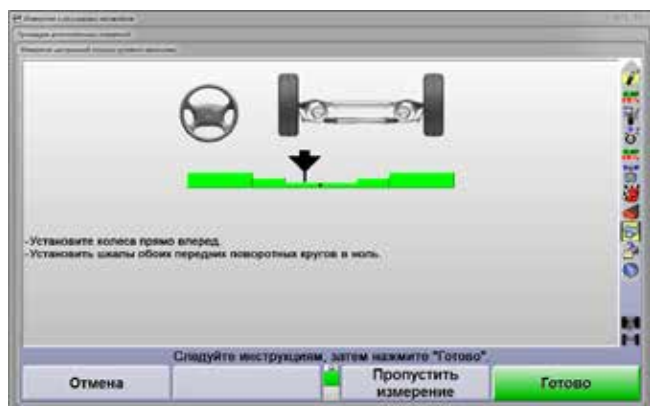 -Установите колеса прямо вперед.
-Установить шкалы обоих передних поворотных кругов в ноль.
Следуйте инструкциям, затем нажмите "Готово".
Отмена
Пропустить
измерение
Готово